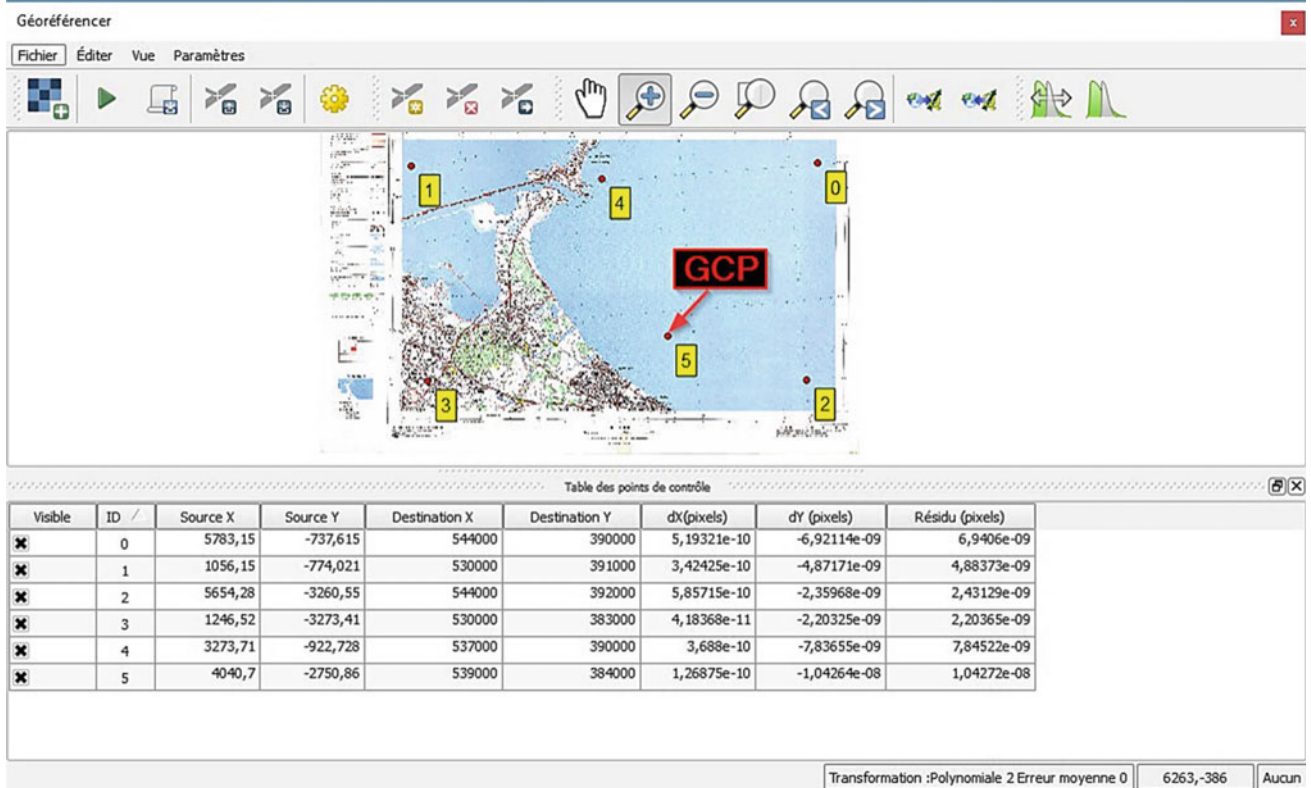 Géoréférencer
Fichier Éditer Vue Paramètres
1
4
0
GCP
5
3
2
Table des points de contrôle
Visible ID Source X Source Y Destination X Destination Y dX(pixels) dY (pixels) Résidu (pixels)
0 5783,15 -737,615 544000 390000 5,19321e-10 -6,92114e-09 6,9406e-09
1 1056,15 -774,021 530000 391000 3,42425e-10 -4,87171e-09 4,88373e-09
2 5654,28 -3260,55 544000 392000 5,85715e-10 -2,35968e-09 2,43129e-09
3 1246,52 -3273,41 530000 383000 4,18368e-11 -2,20325e-09 2,20365e-09
4 3273,71 -922,728 537000 390000 3,688e-10 -7,83655e-09 7,84522e-09
5 4040,7 -2750,86 539000 384000 1,26875e-10 -1,04264e-08 1,04272e-08
Transformation :Polynomiale 2 Erreur moyenne 0 6263,-386 Aucun